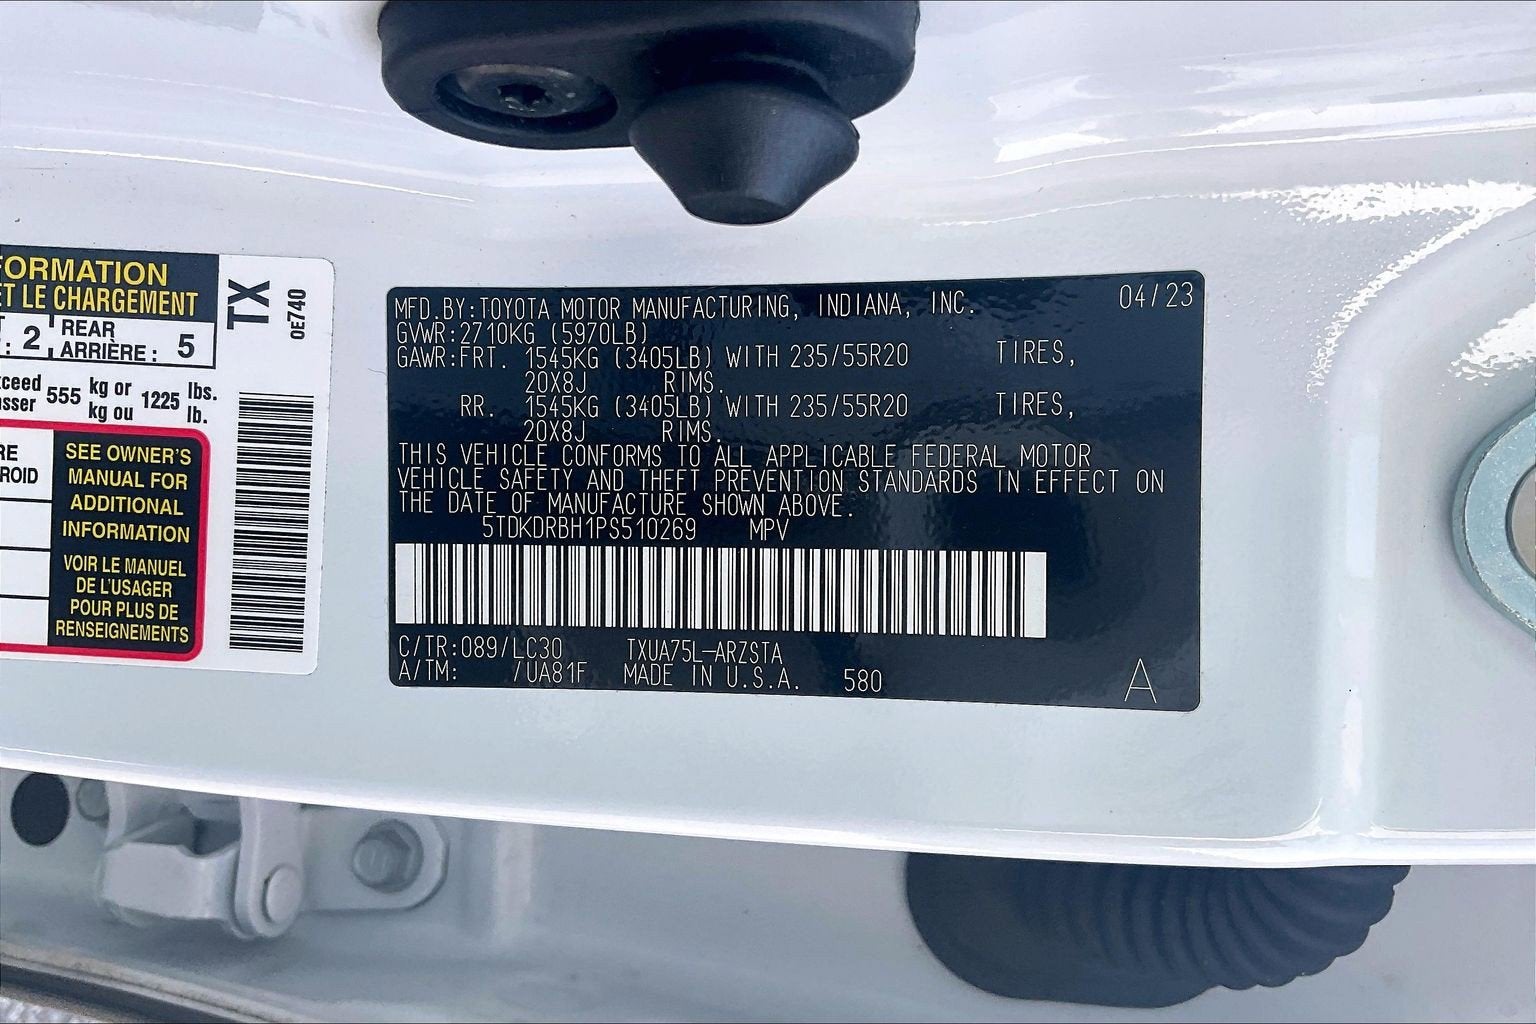 FORMATION
ET LE CHARGEMENT
: 2 REAR ARRIÈRE : 5
555 kg or kg ou 1225 lbs. lb.
SEE OWNER'S
MANUAL FOR
ADDITIONAL
INFORMATION
VOIR LE MANUEL
DE L'USAGER
POUR PLUS DE
RENSEIGNEMENTS
TX
0E740
MFD.BY:TOYOTA MOTOR MANUFACTURING, INDIANA, INC. 04/23
GVWR:2710KG (5970LB)
GAWR:FRT. 1545KG (3405LB) WITH 235/55R20 TIRES,
20X8J RIMS.
RR. 1545KG (3405LB) WITH 235/55R20 TIRES,
20X8J RIMS.
THIS VEHICLE CONFORMS TO ALL APPLICABLE FEDERAL MOTOR
VEHICLE SAFETY AND THEFT PREVENTION STANDARDS IN EFFECT ON
THE DATE OF MANUFACTURE SHOWN ABOVE.
5TDKDRBH1PS510269 MPV
C/TR:089/LC30 TXUA75L-ARZSTA
A/TM: /UA81F MADE IN U.S.A. 580 A